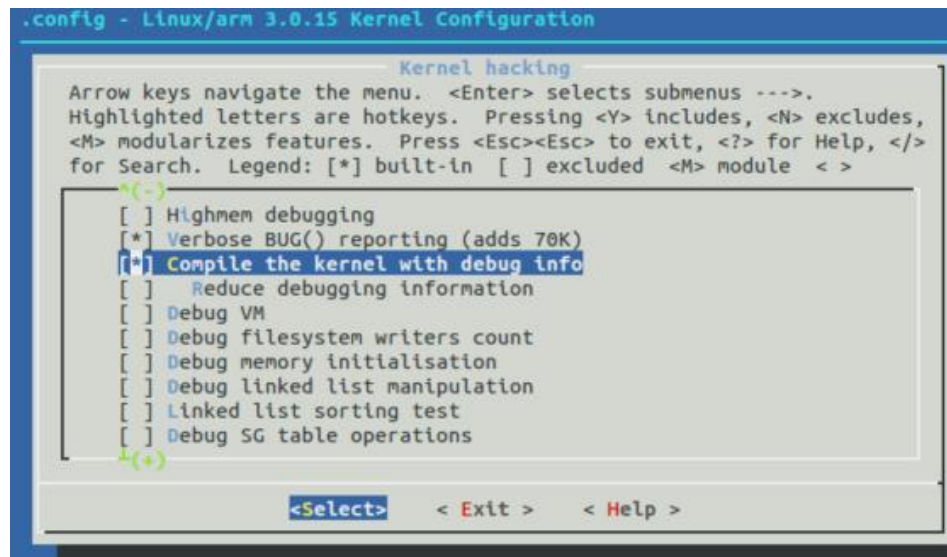 .config - Linux/arm 3.0.15 Kernel Configuration
Kernel hacking
Arrow keys navigate the menu.  <Enter> selects submenus --->.
Highlighted letters are hotkeys.  Pressing <Y> includes, <N> excludes,
<M> modularizes features.  Press <Esc><Esc> to exit, <?> for Help, </>
for Search.  Legend: [*] built-in  [ ] excluded  <M> module  < >
^(-)
[ ] Highmem debugging
[*] Verbose BUG() reporting (adds 70K)
[*] Compile the kernel with debug info
[ ]   Reduce debugging information
[ ] Debug VM
[ ] Debug filesystem writers count
[ ] Debug memory initialisation
[ ] Debug linked list manipulation
[ ] Linked list sorting test
[ ] Debug SG table operations
(+)
<Select>    < Exit >    < Help >